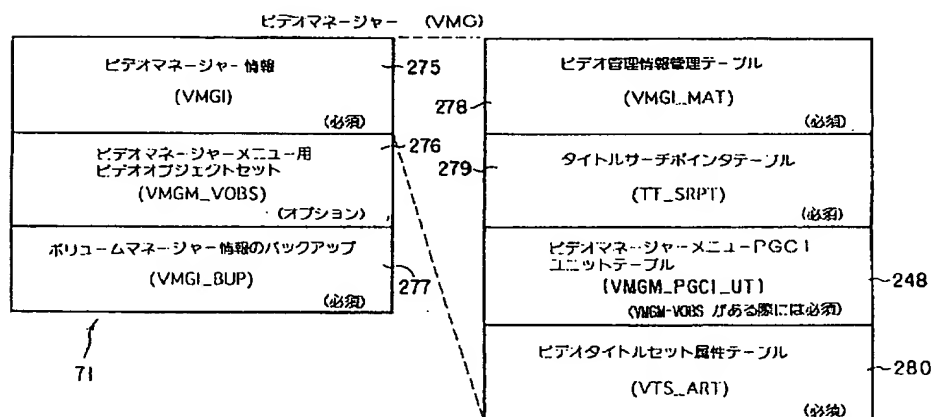 ビデオマネージャー (VMG)
ビデオマネージャー情報
(VMGI)
(必須)
275
ビデオマネージャーメニュー用
ビデオオブジェクトセット
(VMGM_VOBS)
(オプション)
276
ボリュームマネージャー情報のバックアップ
(VMGI_BUP)
(必須)
277
71
ビデオ管理情報管理テーブル
(VMGI_MAT)
(必須)
278
タイトルサーチポインタテーブル
(TT_SRPT)
(必須)
279
ビデオマネージャーメニューPGCI
ユニットテーブル
(VMGM_PGCI_UT)
(VMGM-VOBS がある際には必須)
248
ビデオタイトルセット属性テーブル
(VTS_ART)
(必須)
280